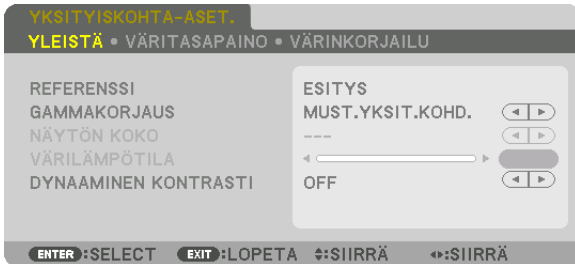 YKSITYISKOHTA-ASET.
YLEISTÄ • VÄRITASAPAINO • VÄRINKORJAILU
REFERENSSI ESITYS
GAMMAKORJAUS MUST.YKSIT.KOHD.
NÄYTÖN KOKO ---
VÄRILÄMPÖTILA
DYNAAMINEN KONTRASTI OFF
ENTER :SELECT EXIT :LOPETA :SIIRRÄ :SIIRRÄ